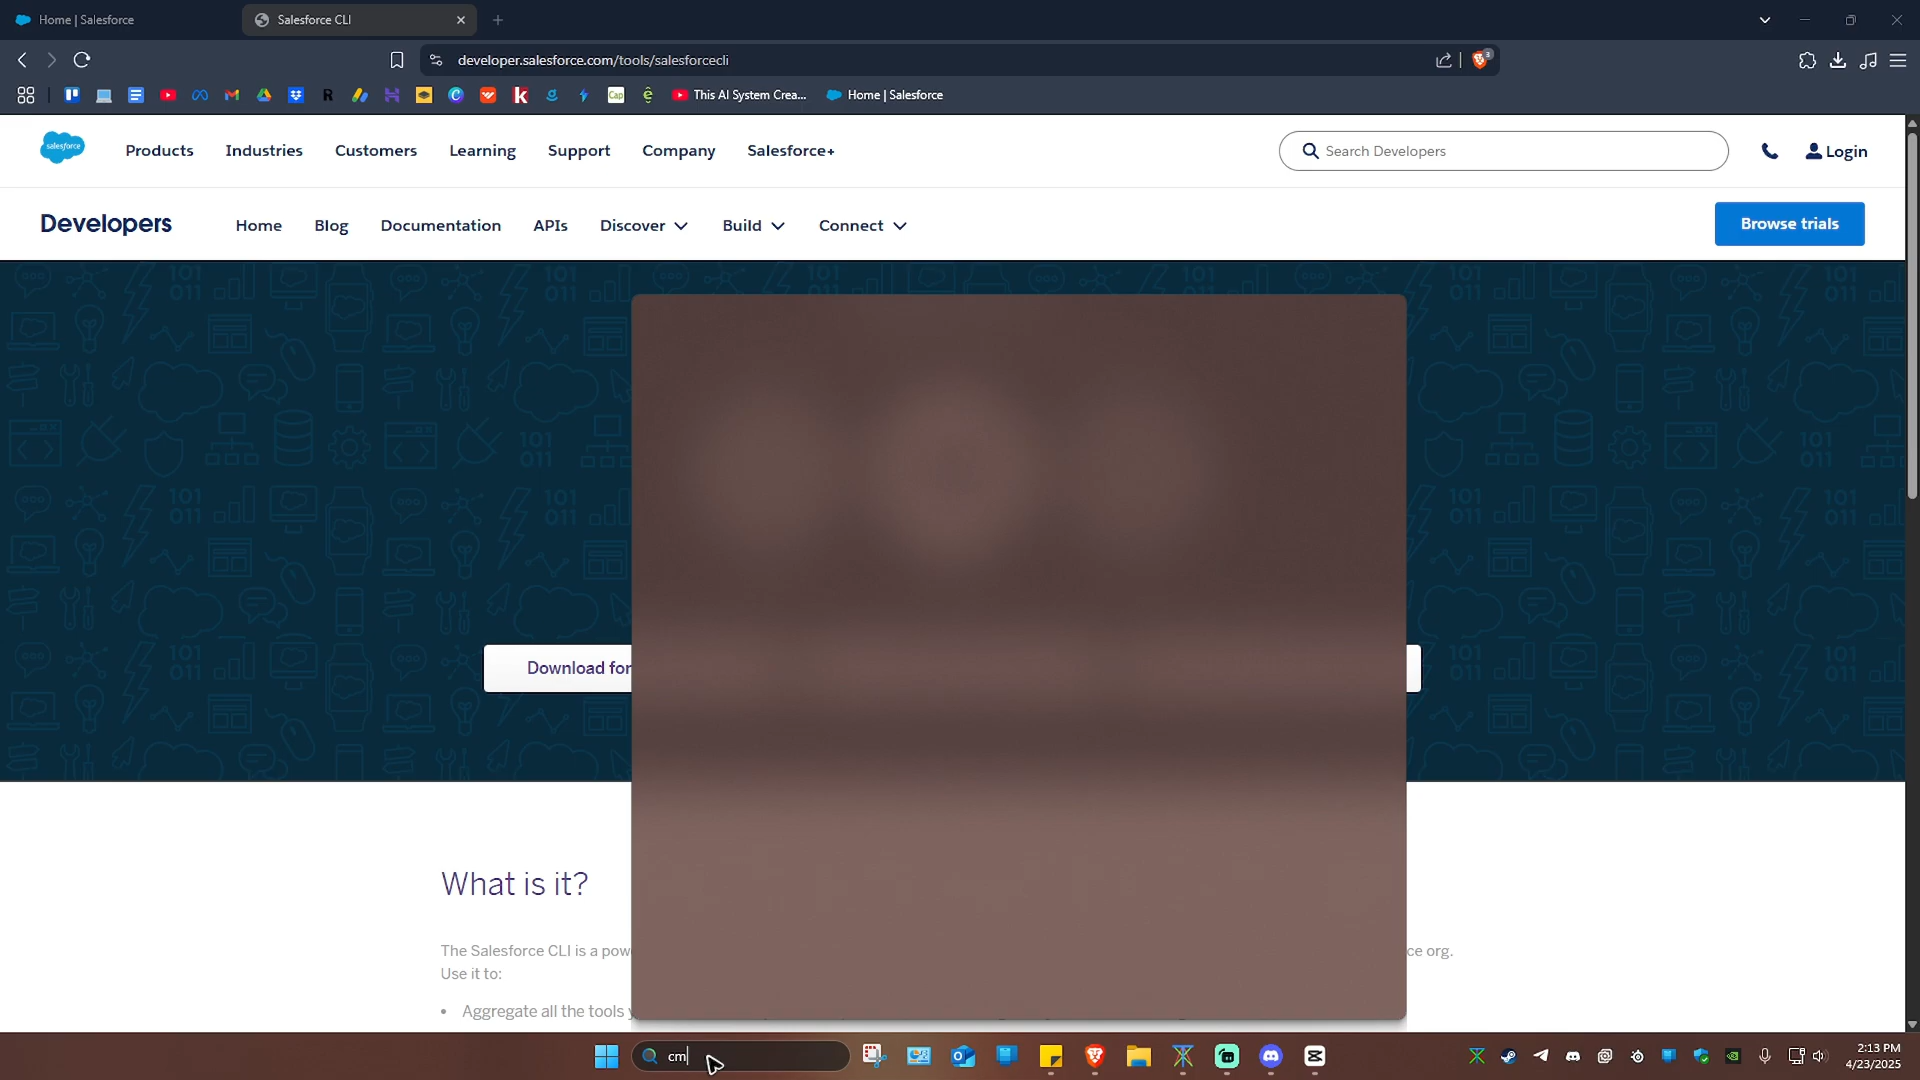 Home | Salesforce
Salesforce CLI
developer.salesforce.com/tools/salesforcecli
3
Cap
This AI System Crea...
Home | Salesforce
salesforce
Products
Industries
Customers
Learning
Support
Company
Salesforce+
Search Developers
Login
Developers
Home
Blog
Documentation
APIs
Discover
Build
Connect
Browse trials
Download for
What is it?
The Salesforce CLI is a pow
ce org.
Use it to:
• Aggregate all the tools y
cm
2:13 PM
4/23/2025